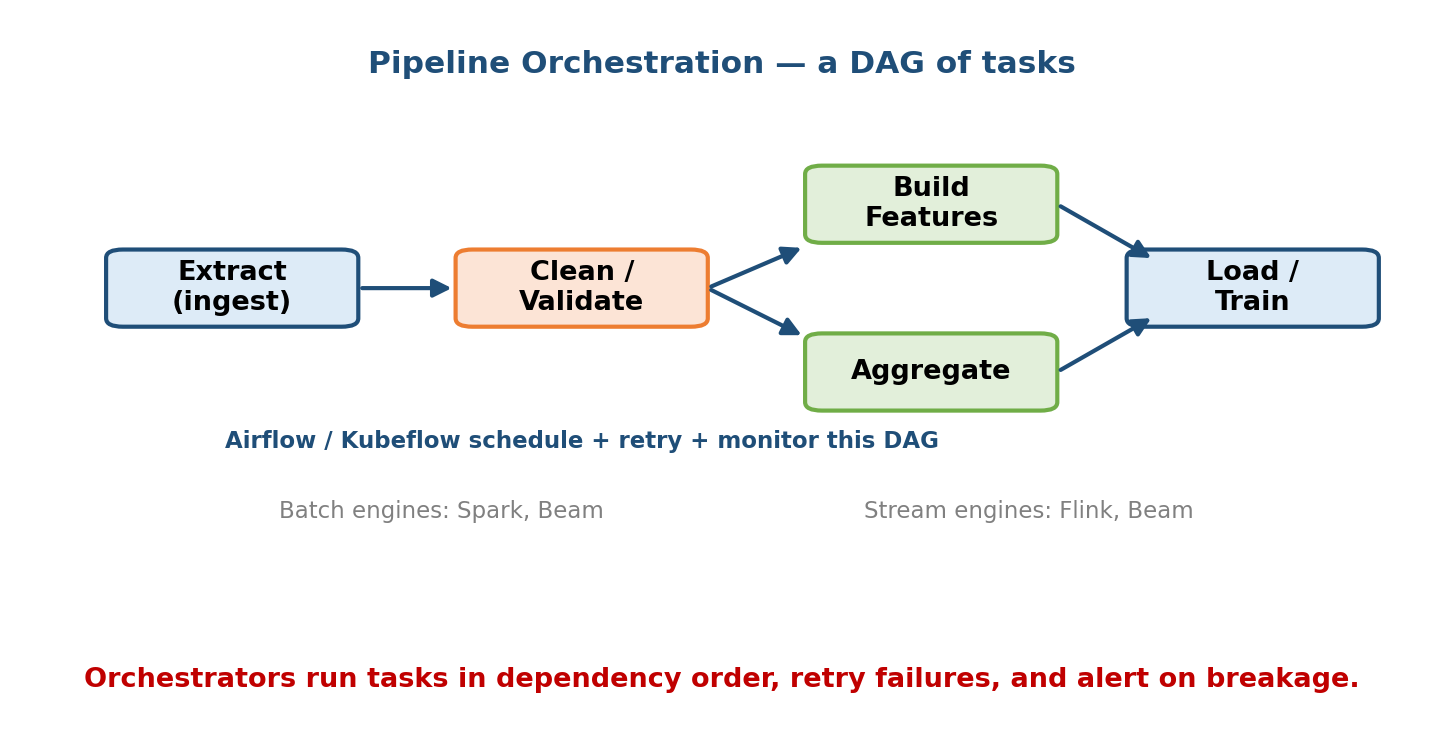 Pipeline Orchestration — a DAG of tasks
Extract
(ingest)
Clean /
Validate
Build
Features
Aggregate
Load /
Train
Airflow / Kubeflow schedule + retry + monitor this DAG
Batch engines: Spark, Beam
Stream engines: Flink, Beam
Orchestrators run tasks in dependency order, retry failures, and alert on breakage.